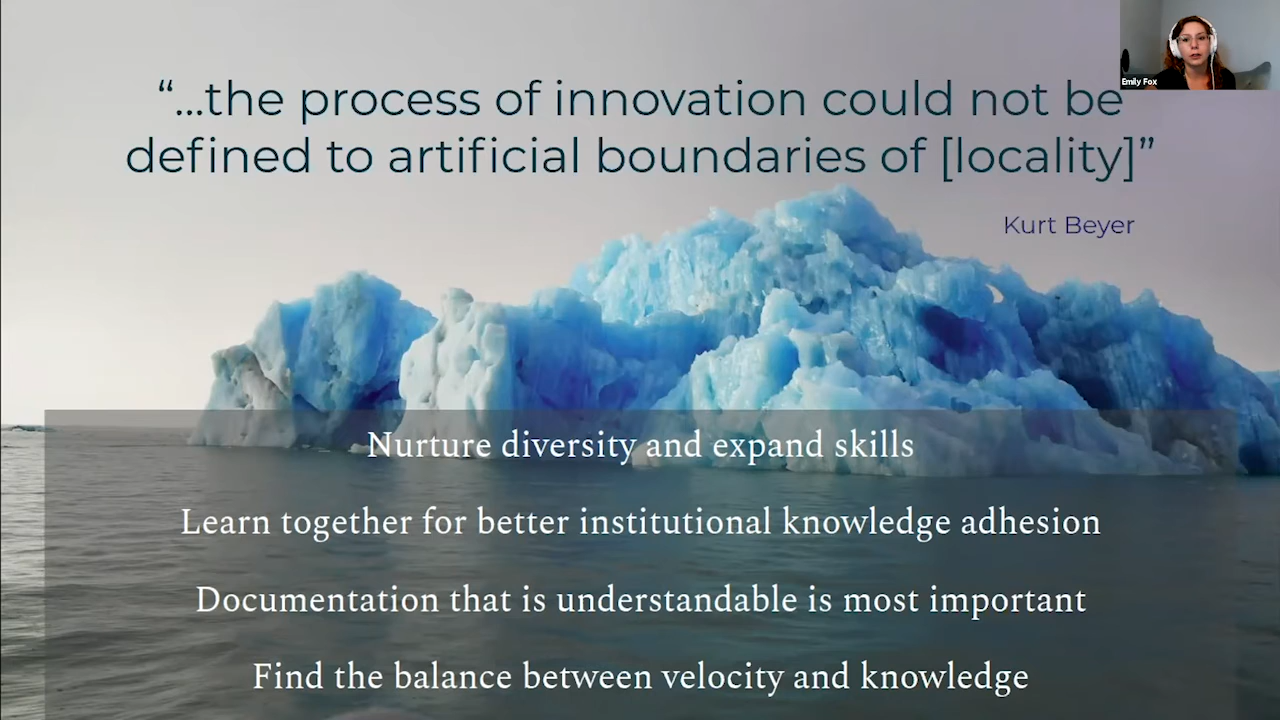 Emily Fox
“...the process of innovation could not be
defined to artificial boundaries of [locality]”
Kurt Beyer
Nurture diversity and expand skills
Learn together for better institutional knowledge adhesion
Documentation that is understandable is most important
Find the balance between velocity and knowledge